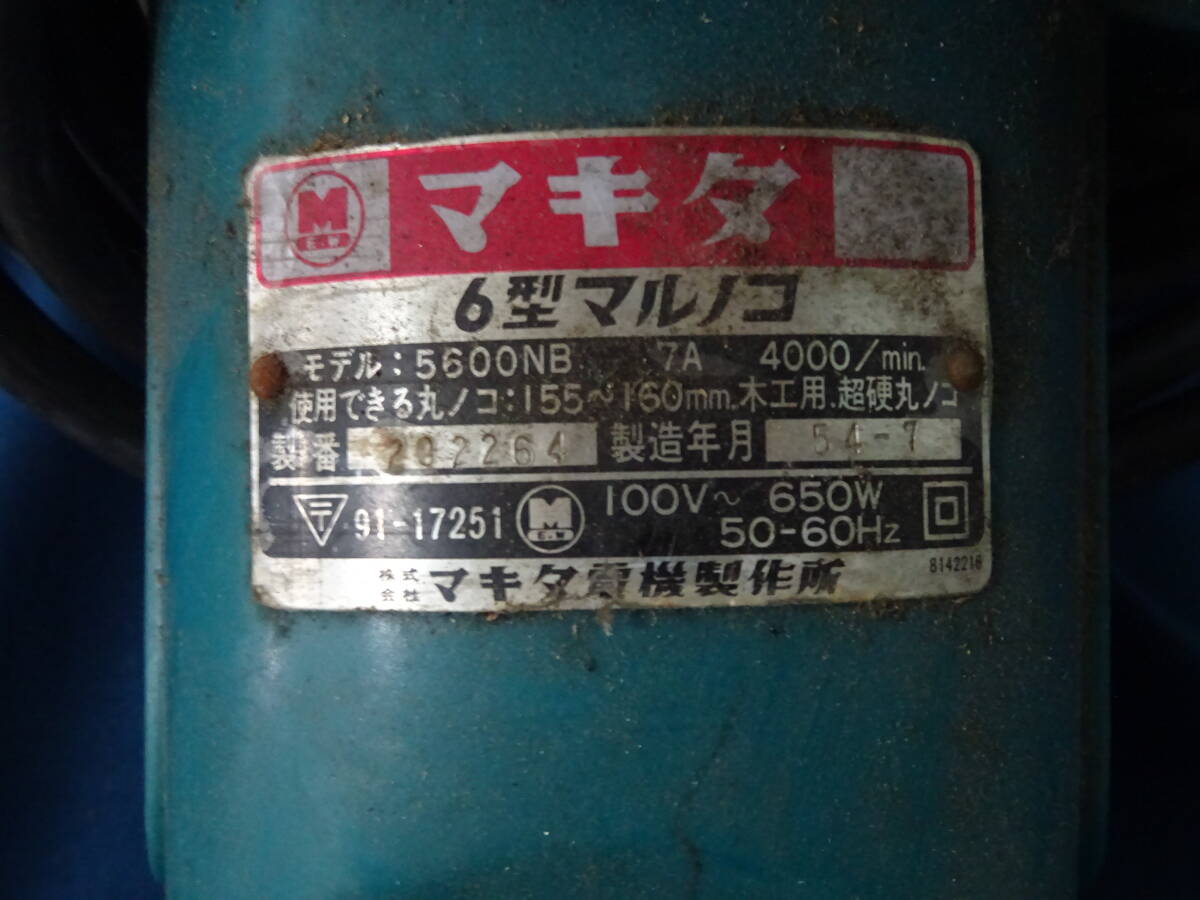 M
E.W
マキタ
6型マルノコ
モデル:5600NB 7A 4000/min.
使用できる丸ノコ:155~160mm.木工用.超硬丸ノコ
製番 202264 製造年月 54-7
〒 91-17251 M E.W 100V~ 650W
50-60Hz
株式会社 マキタ電機製作所 8142216